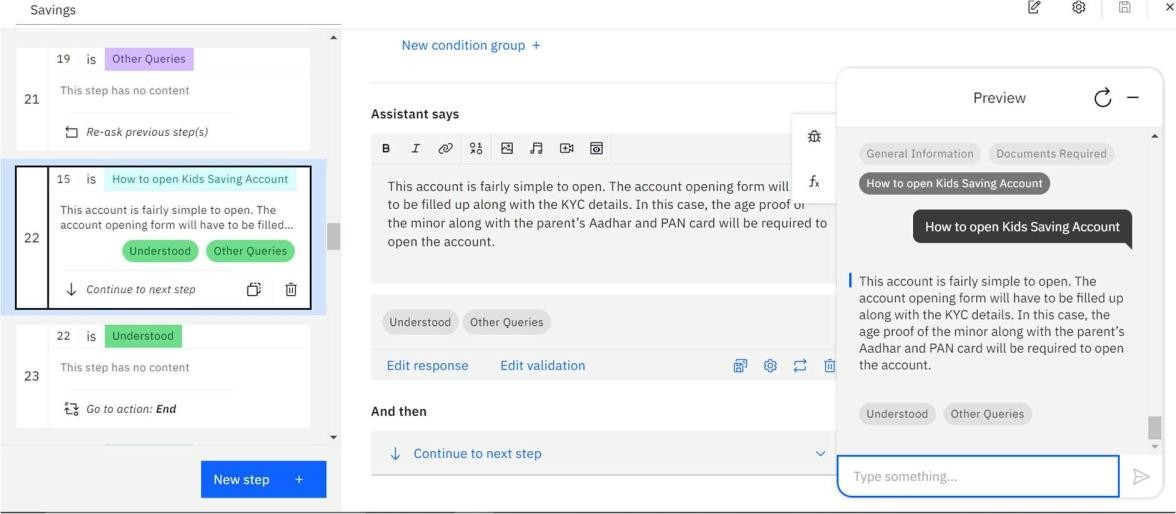 Savings
19 is Other Queries
21
This step has no content
Re-ask previous step(s)
15 is How to open Kids Saving Account
22
This account is fairly simple to open. The
account opening form will have to be filled...
Understood Other Queries
Continue to next step
22 is Understood
23
This step has no content
Go to action: End
New step +
New condition group +
Assistant says
B I
This account is fairly simple to open. The account opening form will
to be filled up along with the KYC details. In this case, the age proof of
the minor along with the parent's Aadhar and PAN card will be required to
open the account.
Understood Other Queries
Edit response Edit validation
And then
Continue to next step
fx
Preview
General Information Documents Required
How to open Kids Saving Account
How to open Kids Saving Account
This account is fairly simple to open. The
account opening form will have to be filled up
along with the KYC details. In this case, the
age proof of the minor along with the parent's
Aadhar and PAN card will be required to open
the account.
Understood Other Queries
Type something...